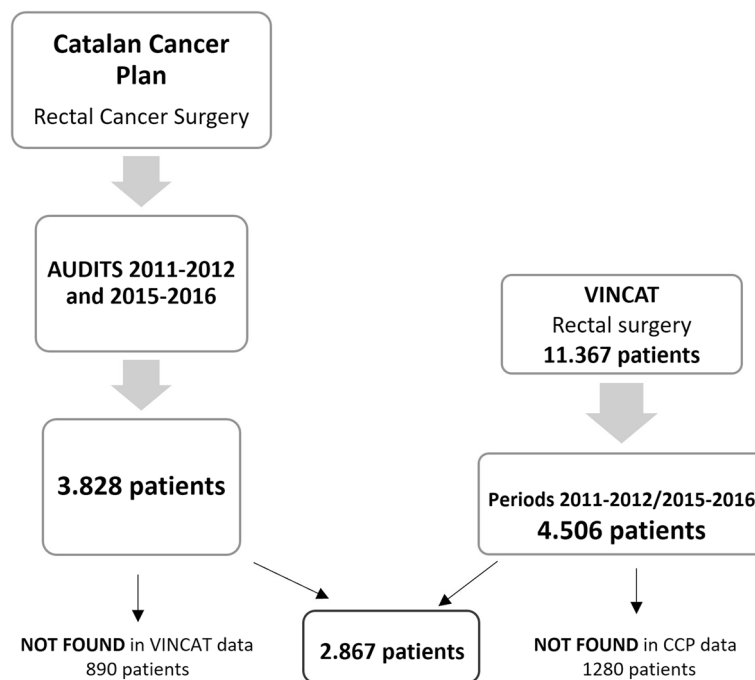 Catalan Cancer
Plan
Rectal Cancer Surgery
AUDITS 2011-2012
and 2015-2016
3.828 patients
NOT FOUND in VINCAT data
890 patients
VINCAT
Rectal surgery
11.367 patients
Periods 2011-2012/2015-2016
4.506 patients
2.867 patients
NOT FOUND in CCP data
1280 patients